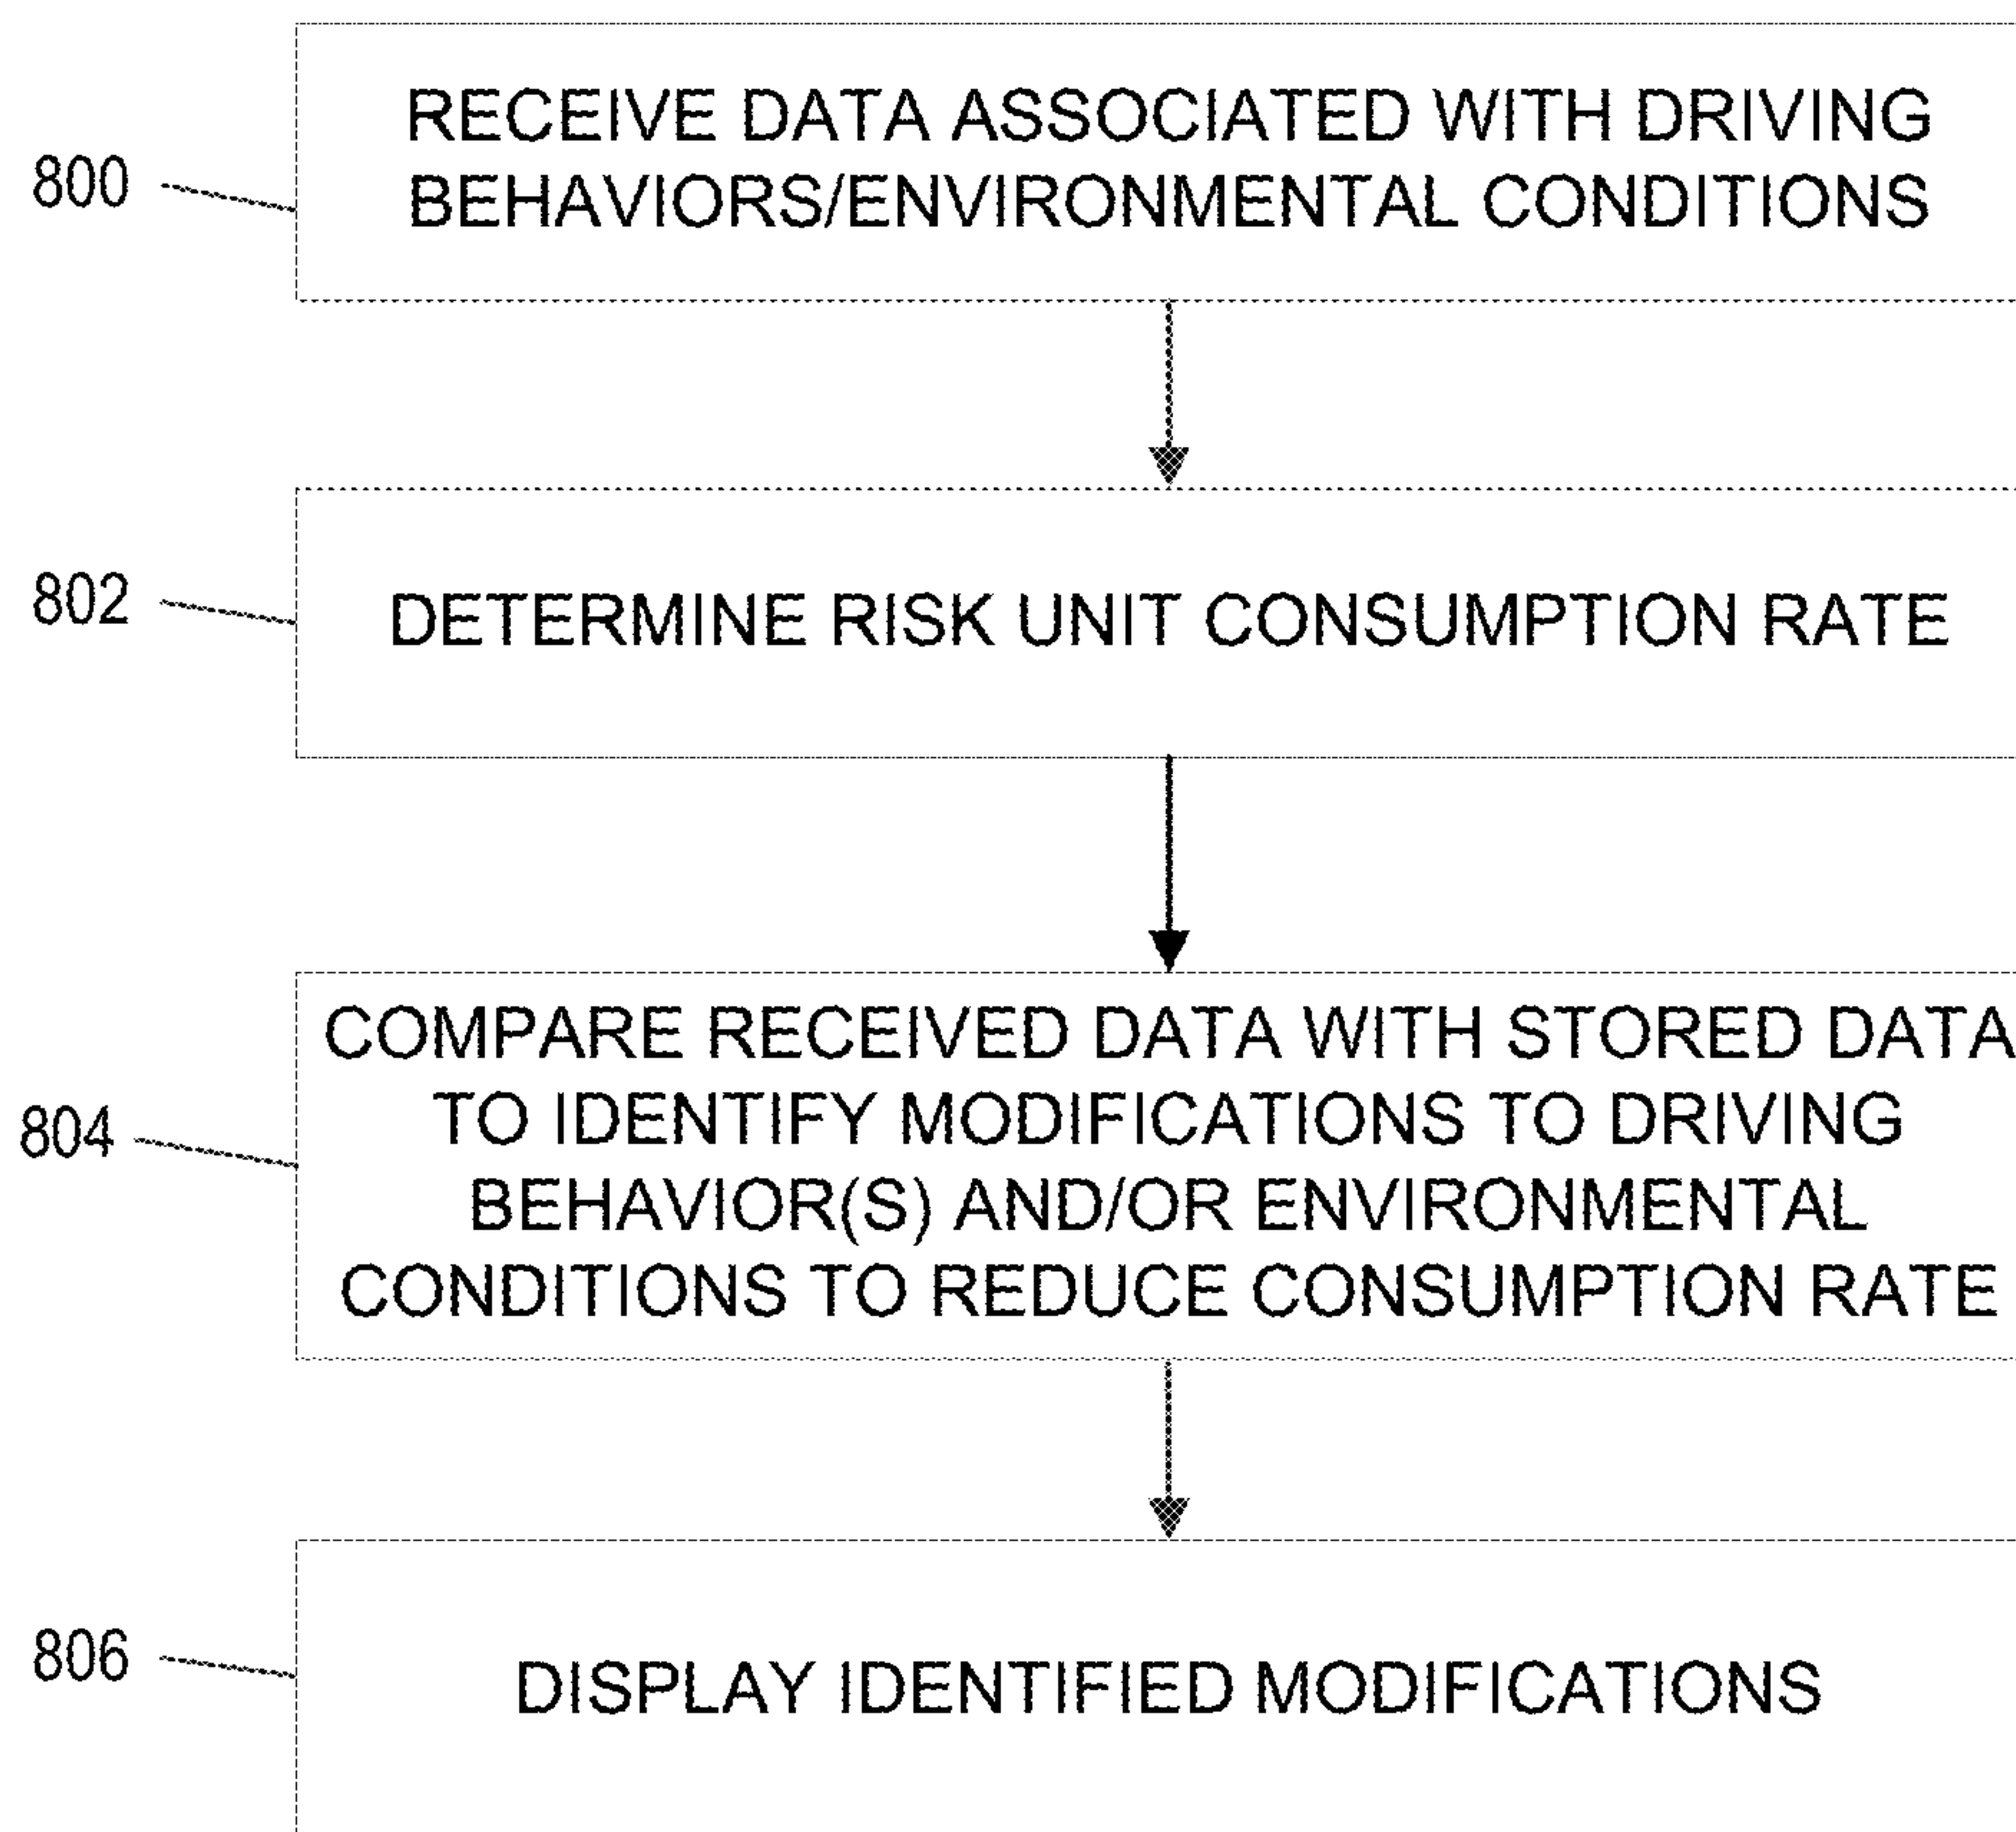 800
RECEIVE DATA ASSOCIATED WITH DRIVING
BEHAVIORS/ENVIRONMENTAL CONDITIONS
802
DETERMINE RISK UNIT CONSUMPTION RATE
804
COMPARE RECEIVED DATA WITH STORED DATA
TO IDENTIFY MODIFICATIONS TO DRIVING
BEHAVIOR(S) AND/OR ENVIRONMENTAL
CONDITIONS TO REDUCE CONSUMPTION RATE
806
DISPLAY IDENTIFIED MODIFICATIONS